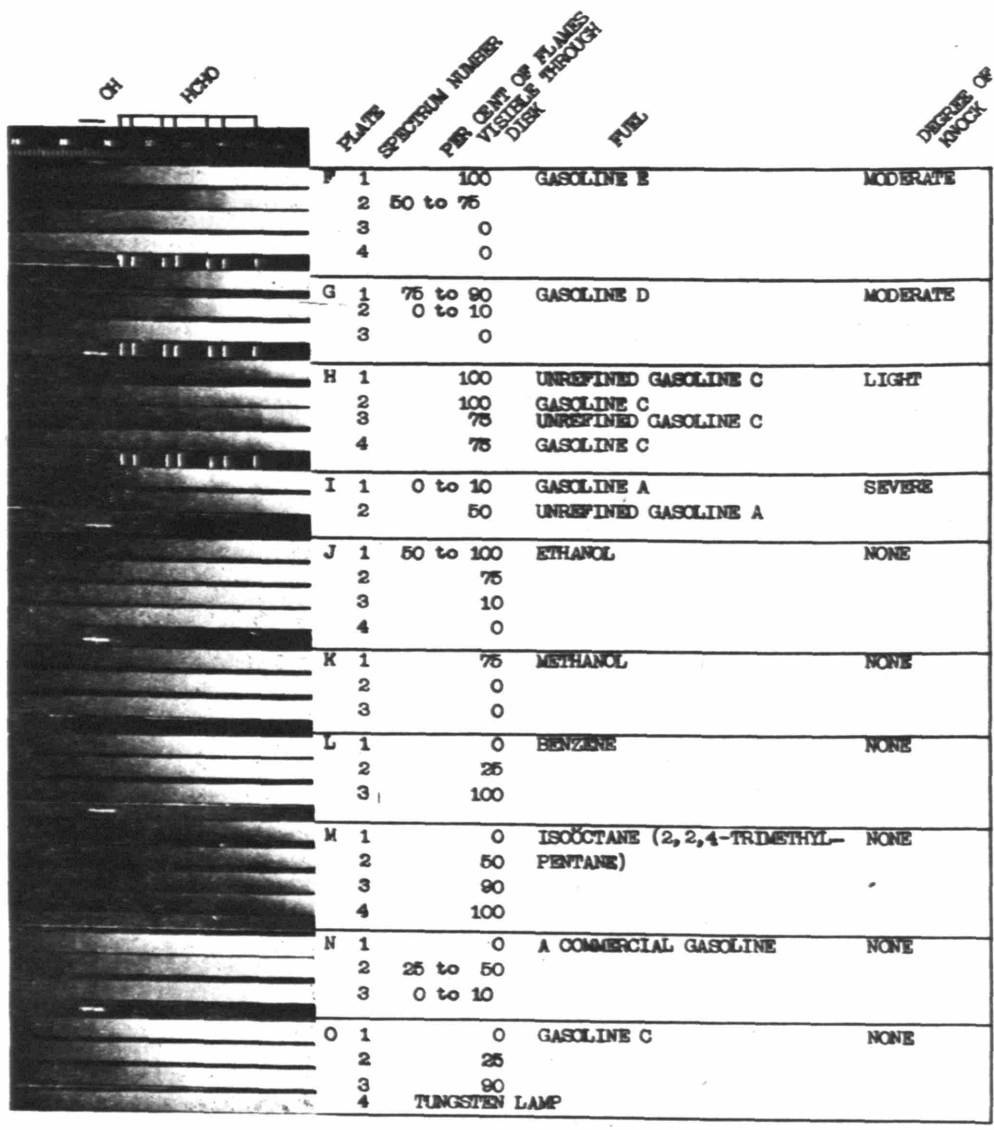 OH HCHO
PLATE SPECTRUM NUMBER PER CENT OF FLAMES VISIBLE THROUGH DISK FUEL DEGREE OF KNOCK
F 1 100 GASOLINE E MODERATE
2 50 to 75
3 0
4 0
G 1 75 to 90 GASOLINE D MODERATE
2 0 to 10
3 0
H 1 100 UNREFINED GASOLINE C LIGHT
2 100 GASOLINE C
3 75 UNREFINED GASOLINE C
4 75 GASOLINE C
I 1 0 to 10 GASOLINE A SEVERE
2 50 UNREFINED GASOLINE A
J 1 50 to 100 ETHANOL NONE
2 75
3 10
4 0
K 1 75 METHANOL NONE
2 0
3 0
L 1 0 BENZENE NONE
2 25
3 100
M 1 0 ISOÖCTANE (2,2,4-TRIMETHYL- NONE
2 50 PENTANE)
3 90
4 100
N 1 0 A COMMERCIAL GASOLINE NONE
2 25 to 50
3 0 to 10
O 1 0 GASOLINE C NONE
2 25
3 90
4 TUNGSTEN LAMP